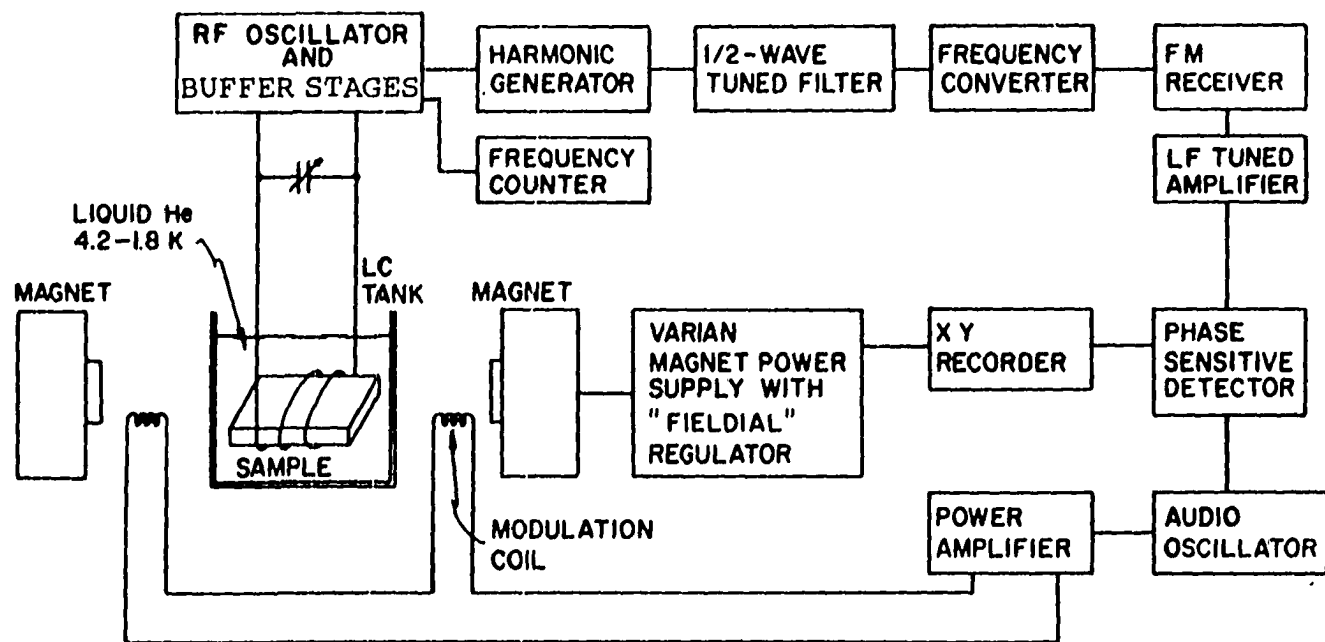 RF OSCILLATOR
AND
BUFFER STAGES
HARMONIC
GENERATOR
1/2-WAVE
TUNED FILTER
FREQUENCY
CONVERTER
FM
RECEIVER
FREQUENCY
COUNTER
LF TUNED
AMPLIFIER
LIQUID He
4.2-1.8 K
LC
TANK
MAGNET
MAGNET
VARIAN
MAGNET POWER
SUPPLY WITH
"FIELDIAL"
REGULATOR
X Y
RECORDER
PHASE
SENSITIVE
DETECTOR
SAMPLE
MODULATION
COIL
POWER
AMPLIFIER
AUDIO
OSCILLATOR